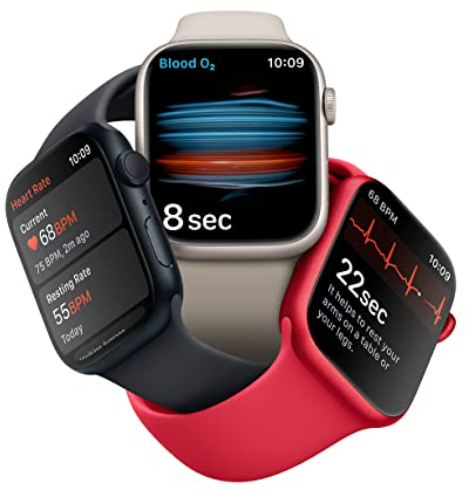 Blood O₂
10:09
8 sec
Heart Rate
10:09
Current
68BPM
75 BPM, 2m ago
Resting Rate
55BPM
Today
68 BPM
10:09
22sec
It helps to rest your
arms on a table or
your legs.